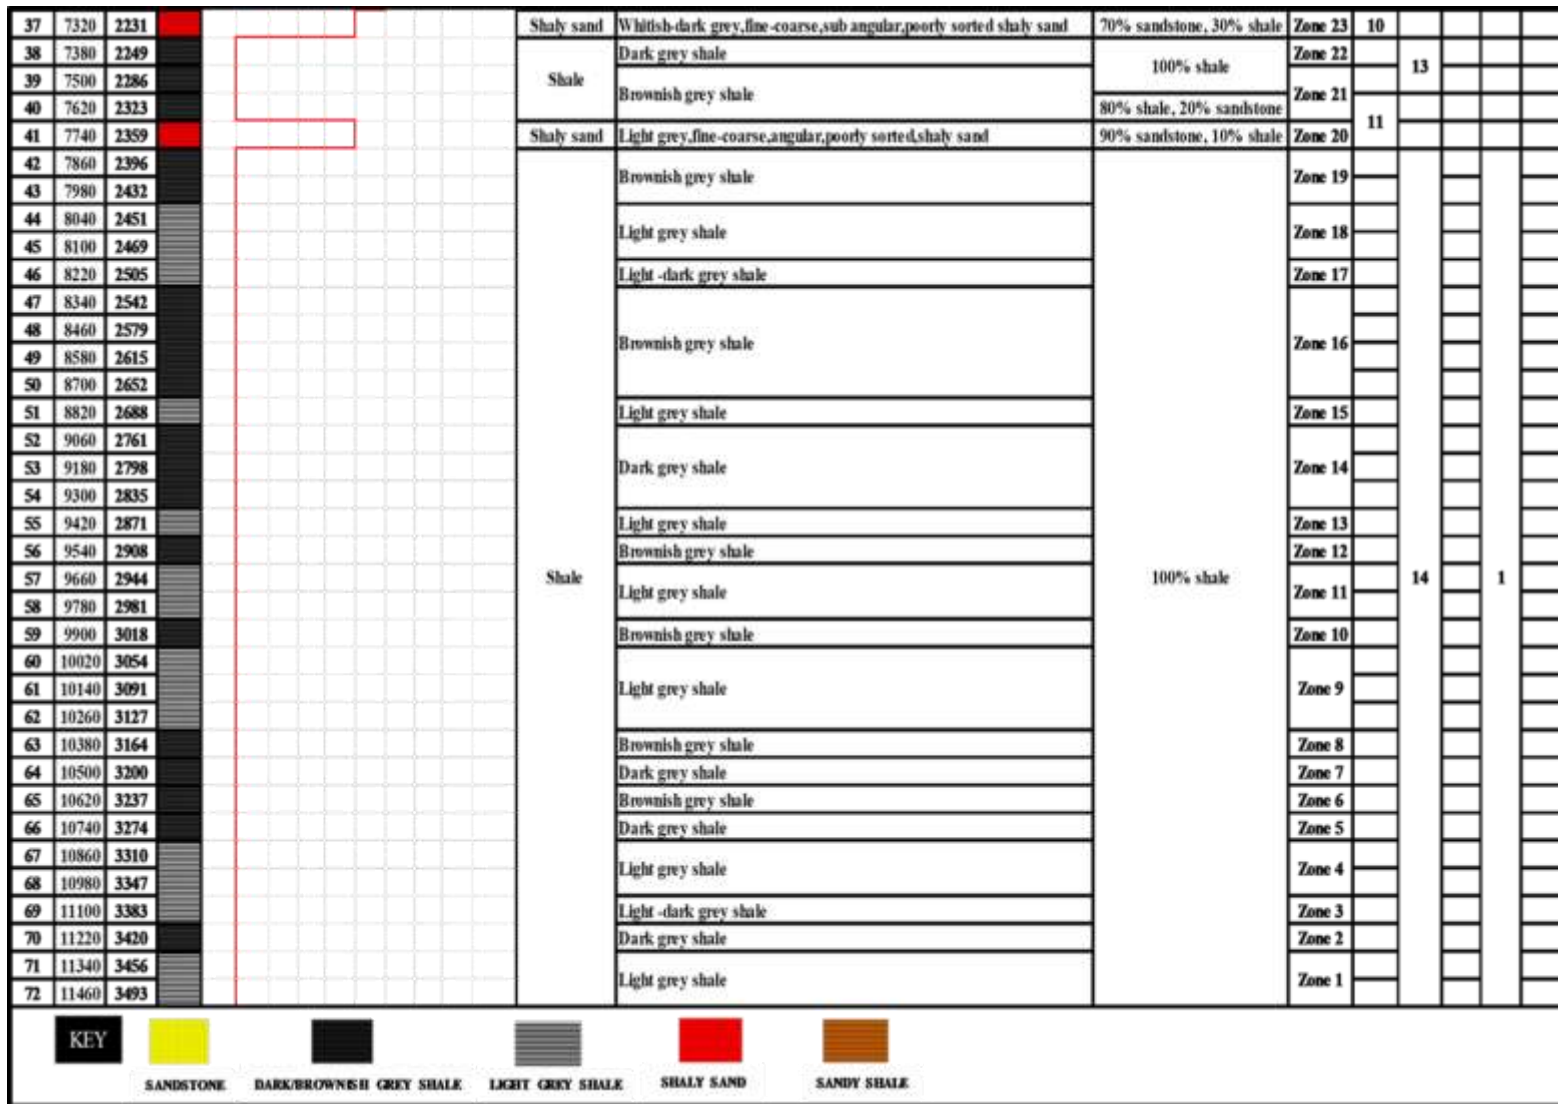 37 7320 2231 Shaly sand Whitish-dark grey,fine-coarse,sub angular,poorly sorted shaly sand 70% sandstone, 30% shale Zone 23 10
38 7380 2249 Dark grey shale Zone 22
Shale 100% shale 13
39 7500 2286
Brownish grey shale Zone 21
40 7620 2323 80% shale, 20% sandstone
11
41 7740 2359 Shaly sand Light grey,fine-coarse,angular,poorly sorted,shaly sand 90% sandstone, 10% shale Zone 20
42 7860 2396
Brownish grey shale Zone 19
43 7980 2432
44 8040 2451
Light grey shale Zone 18
45 8100 2469
46 8220 2505 Light -dark grey shale Zone 17
47 8340 2542
48 8460 2579
Brownish grey shale Zone 16
49 8580 2615
50 8700 2652
51 8820 2688 Light grey shale Zone 15
52 9060 2761
53 9180 2798 Dark grey shale Zone 14
54 9300 2835
55 9420 2871 Light grey shale Zone 13
56 9540 2908 Brownish grey shale Zone 12
57 9660 2944 Shale 100% shale 14 1
Light grey shale Zone 11
58 9780 2981
59 9900 3018 Brownish grey shale Zone 10
60 10020 3054
61 10140 3091 Light grey shale Zone 9
62 10260 3127
63 10380 3164 Brownish grey shale Zone 8
64 10500 3200 Dark grey shale Zone 7
65 10620 3237 Brownish grey shale Zone 6
66 10740 3274 Dark grey shale Zone 5
67 10860 3310
Light grey shale Zone 4
68 10980 3347
69 11100 3383 Light -dark grey shale Zone 3
70 11220 3420 Dark grey shale Zone 2
71 11340 3456
Light grey shale Zone 1
72 11460 3493
KEY
SANDSTONE DARK/BROWNISH GREY SHALE LIGHT GREY SHALE SHALY SAND SANDY SHALE